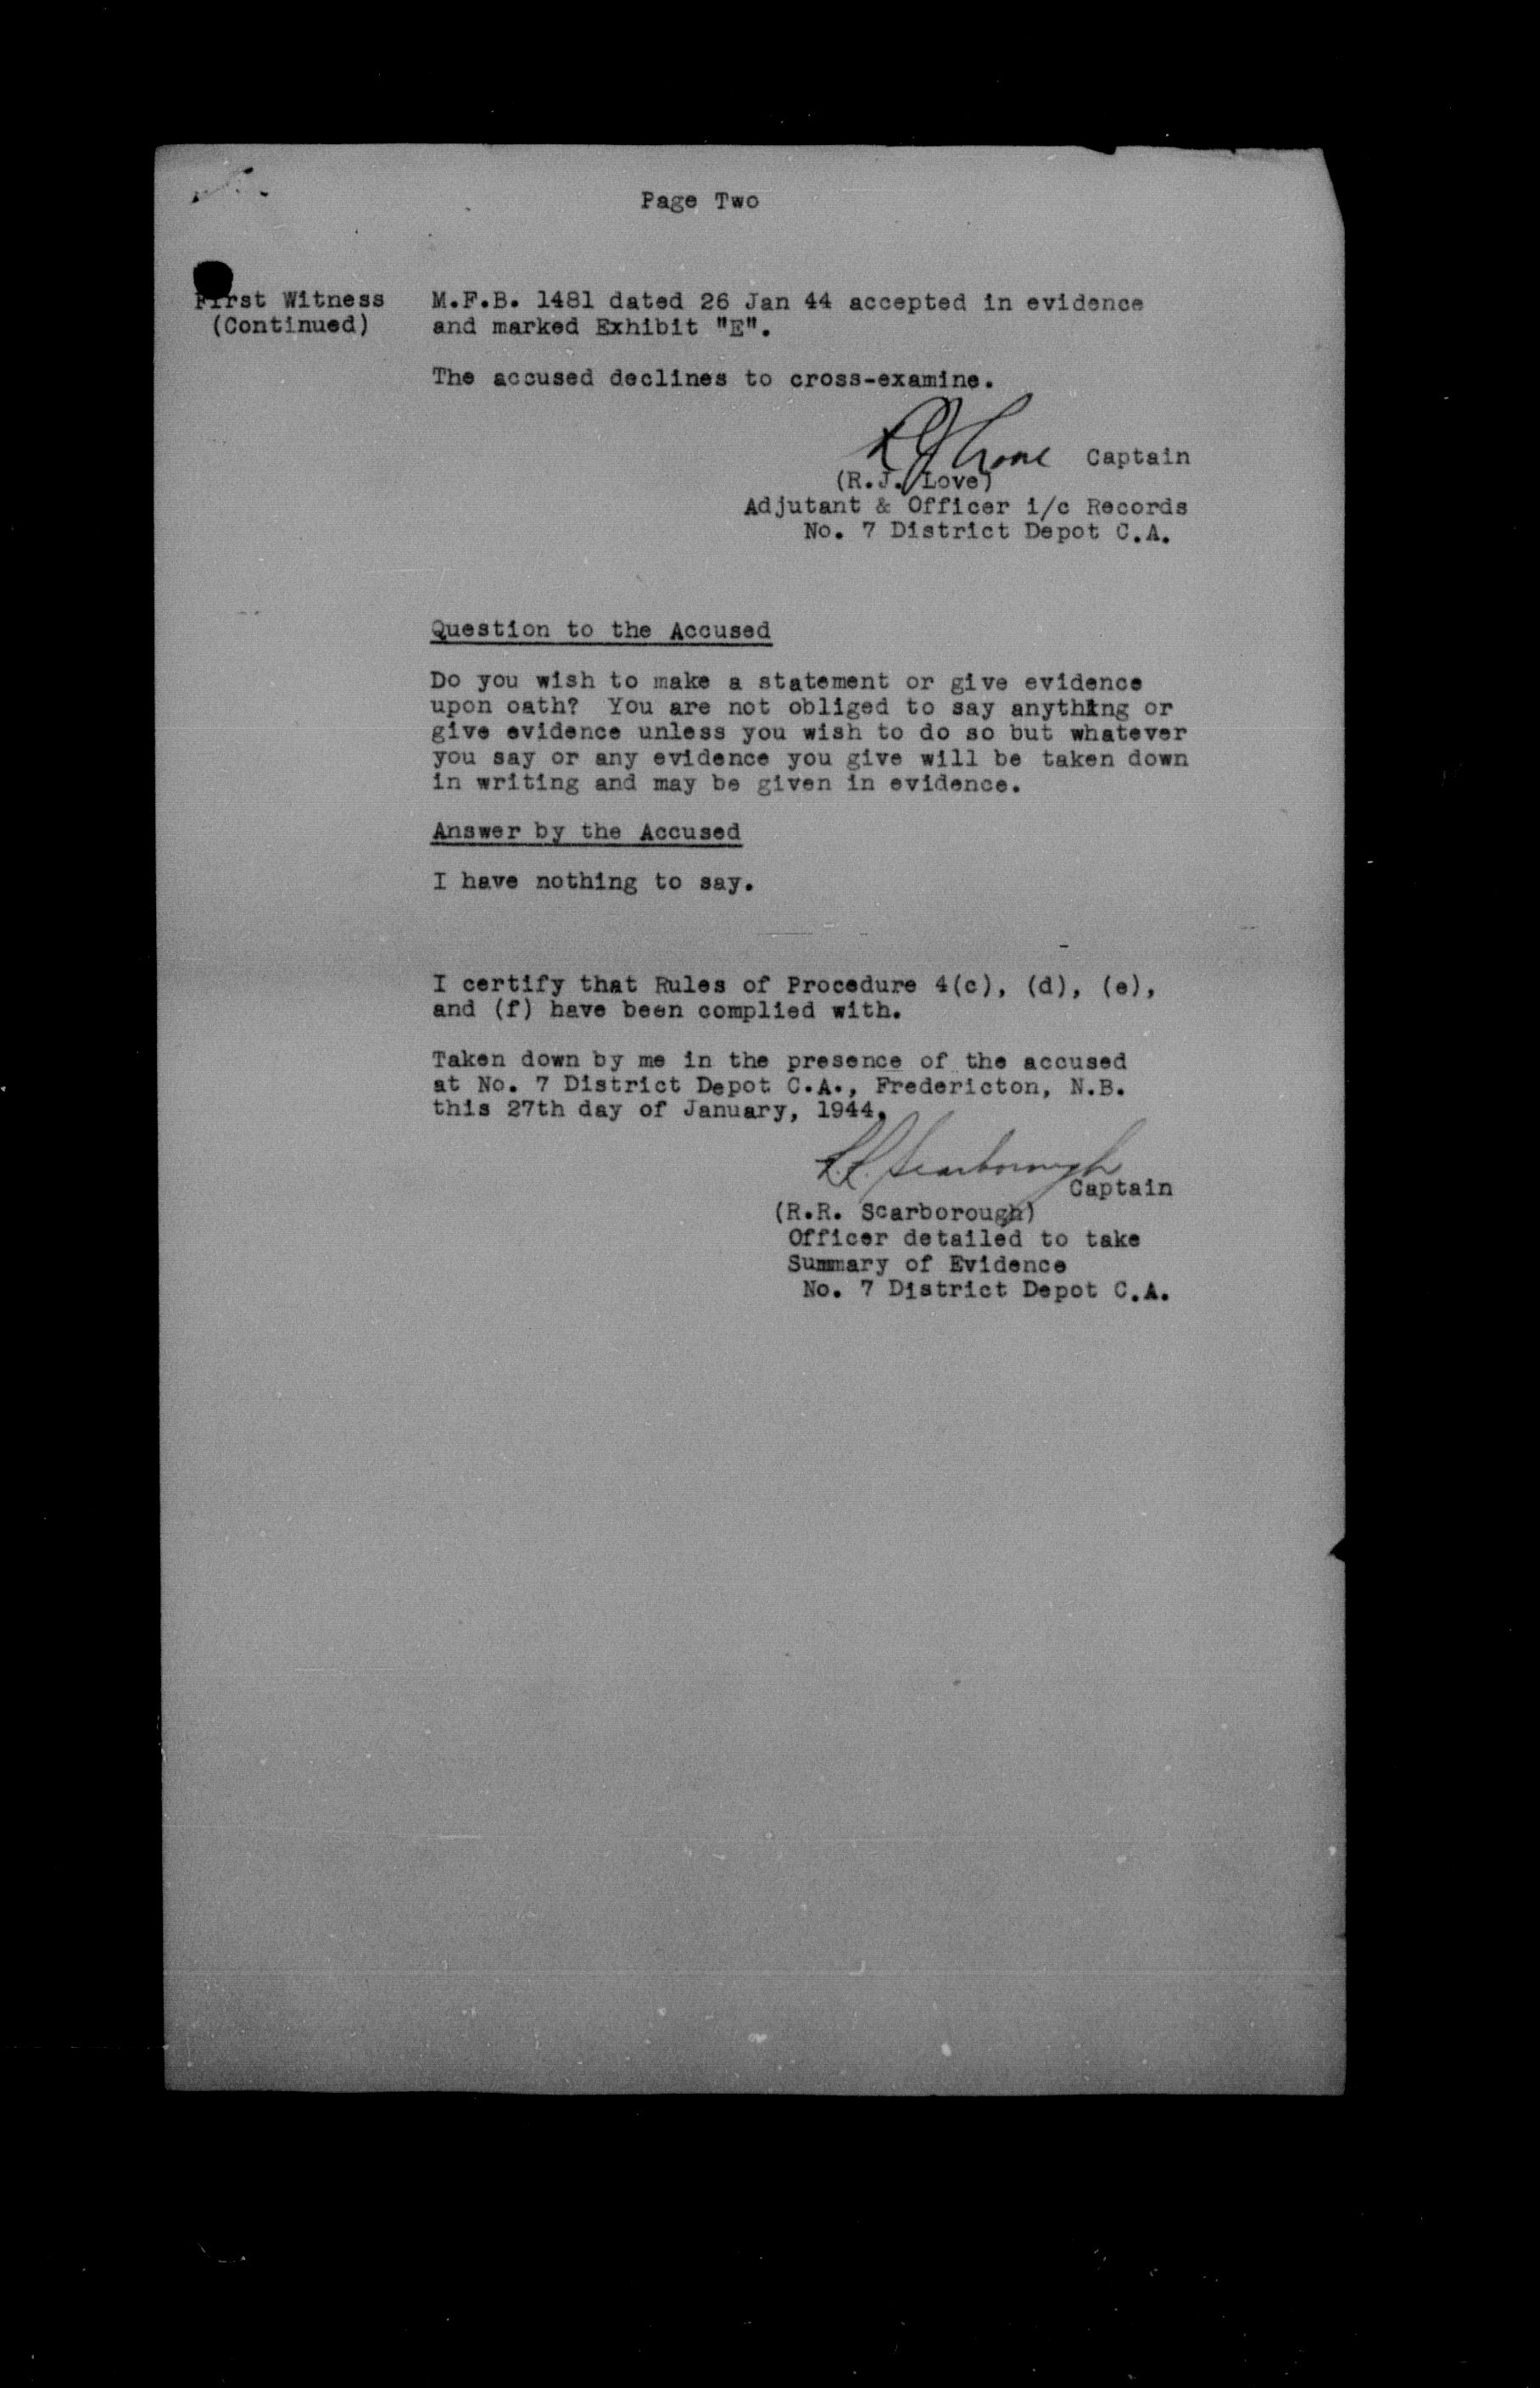 Page Two
First Witness
(Continued)
M.F.B. 1481 dated 26 Jan 44 accepted in evidence
and marked Exhibit "E".
The accused declines to cross-examine.
R J Love Captain
(R.J. Love)
Adjutant & Officer i/c Records
No. 7 District Depot C.A.
Question to the Accused
Do you wish to make a statement or give evidence
upon oath? You are not obliged to say anything or
give evidence unless you wish to do so but whatever
you say or any evidence you give will be taken down
in writing and may be given in evidence.
Answer by the Accused
I have nothing to say.
I certify that Rules of Procedure 4(c), (d), (e),
and (f) have been complied with.
Taken down by me in the presence of the accused
at No. 7 District Depot C.A., Fredericton, N.B.
this 27th day of January, 1944.
R.R. Scarborough
Captain
(R.R. Scarborough)
Officer detailed to take
Summary of Evidence
No. 7 District Depot C.A.